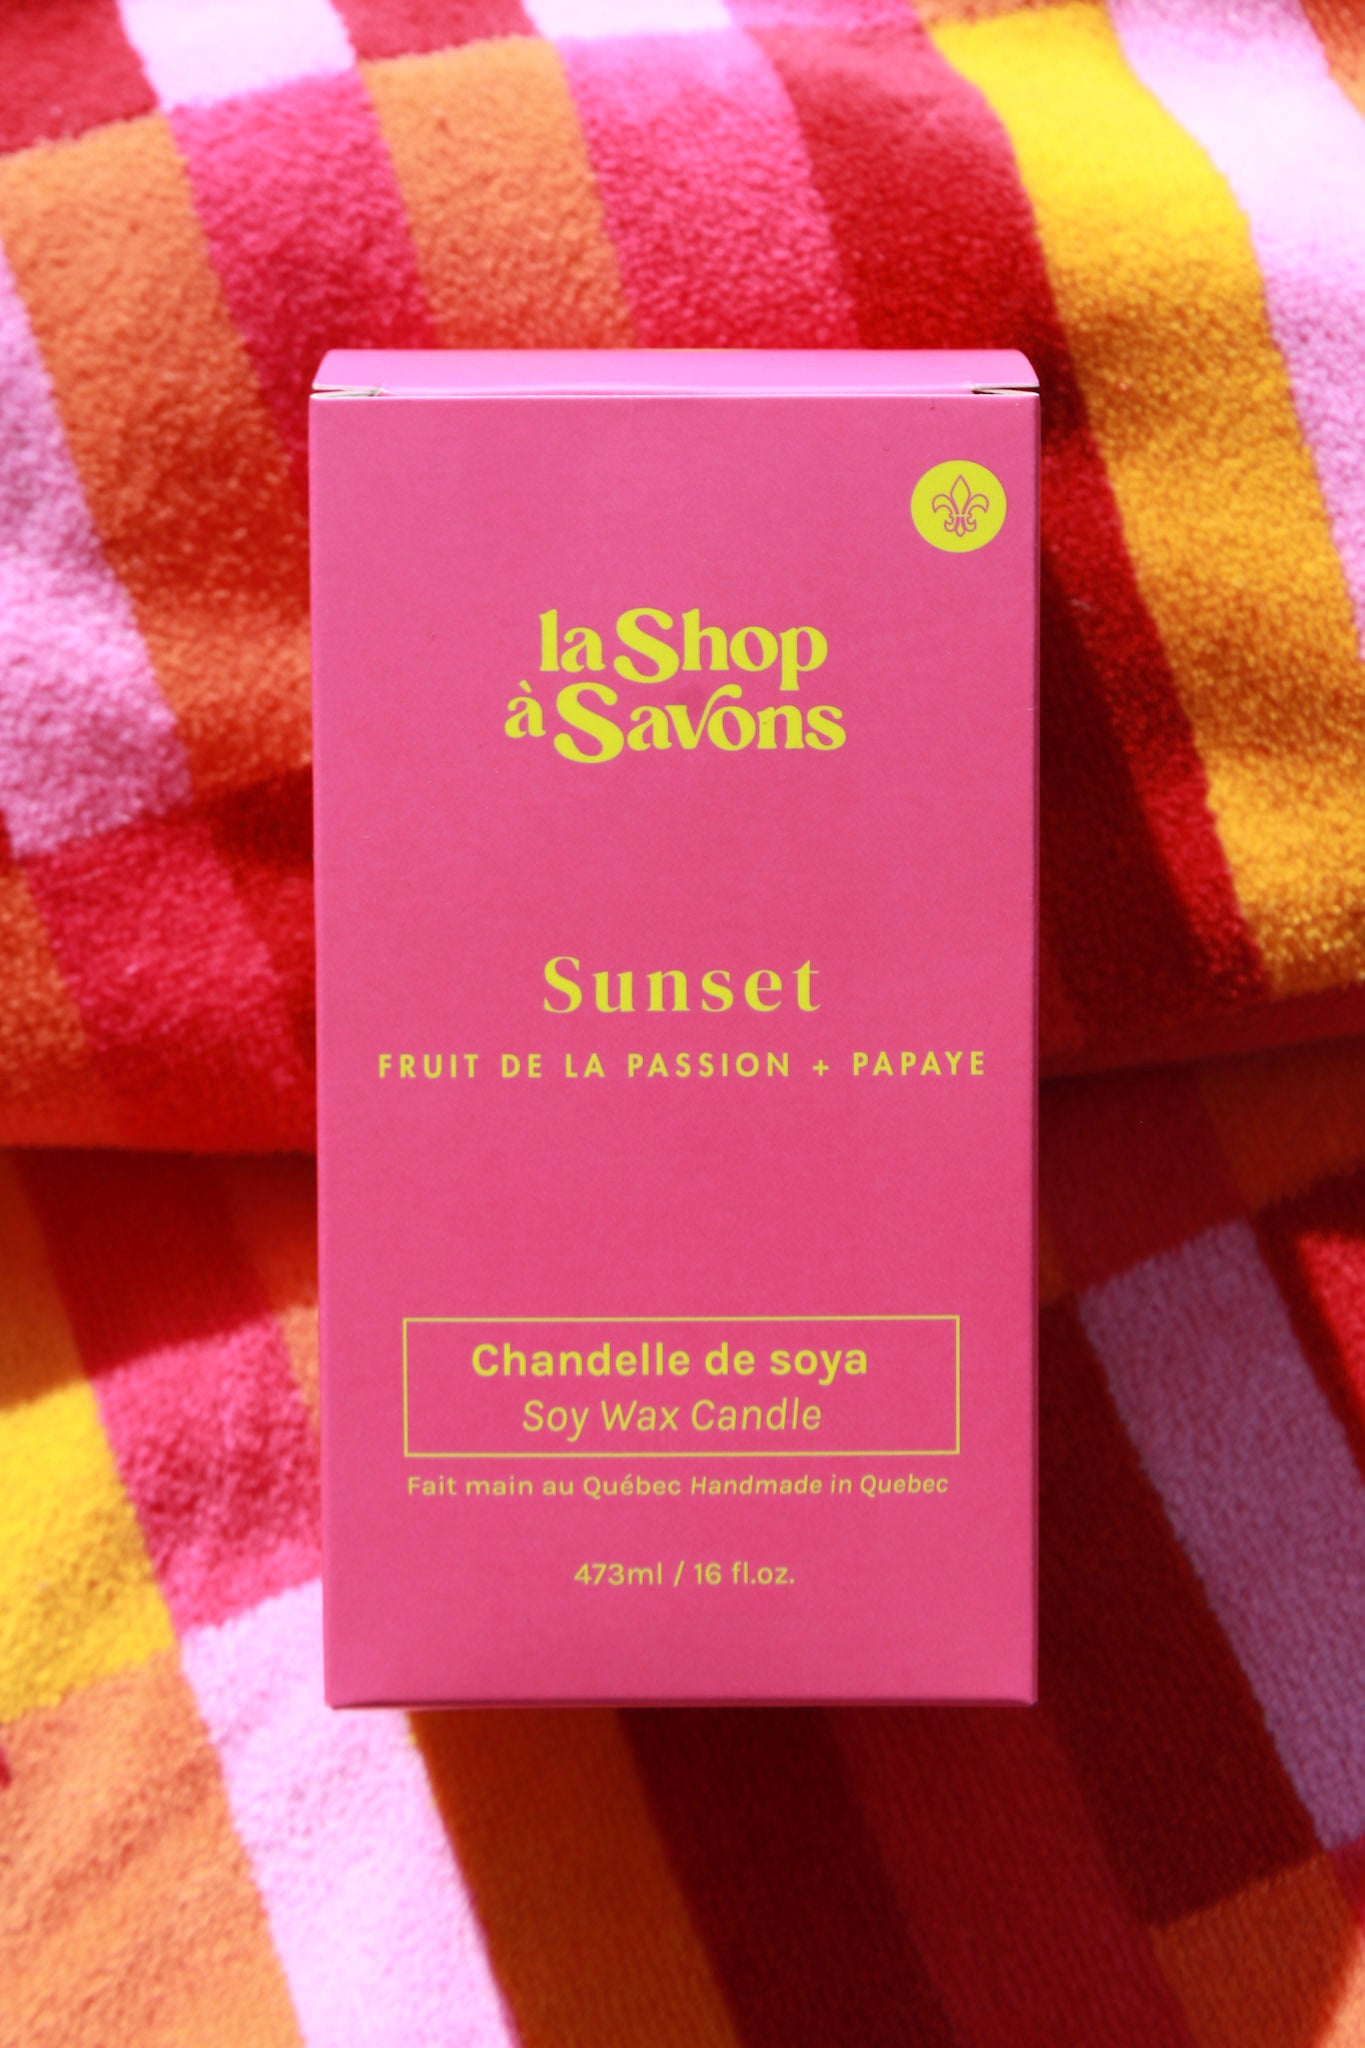 la Shop
à Savons
Sunset
FRUIT DE LA PASSION + PAPAYE
Chandelle de soya
Soy Wax Candle
Fait main au Québec Handmade in Quebec
473ml / 16 fl.oz.